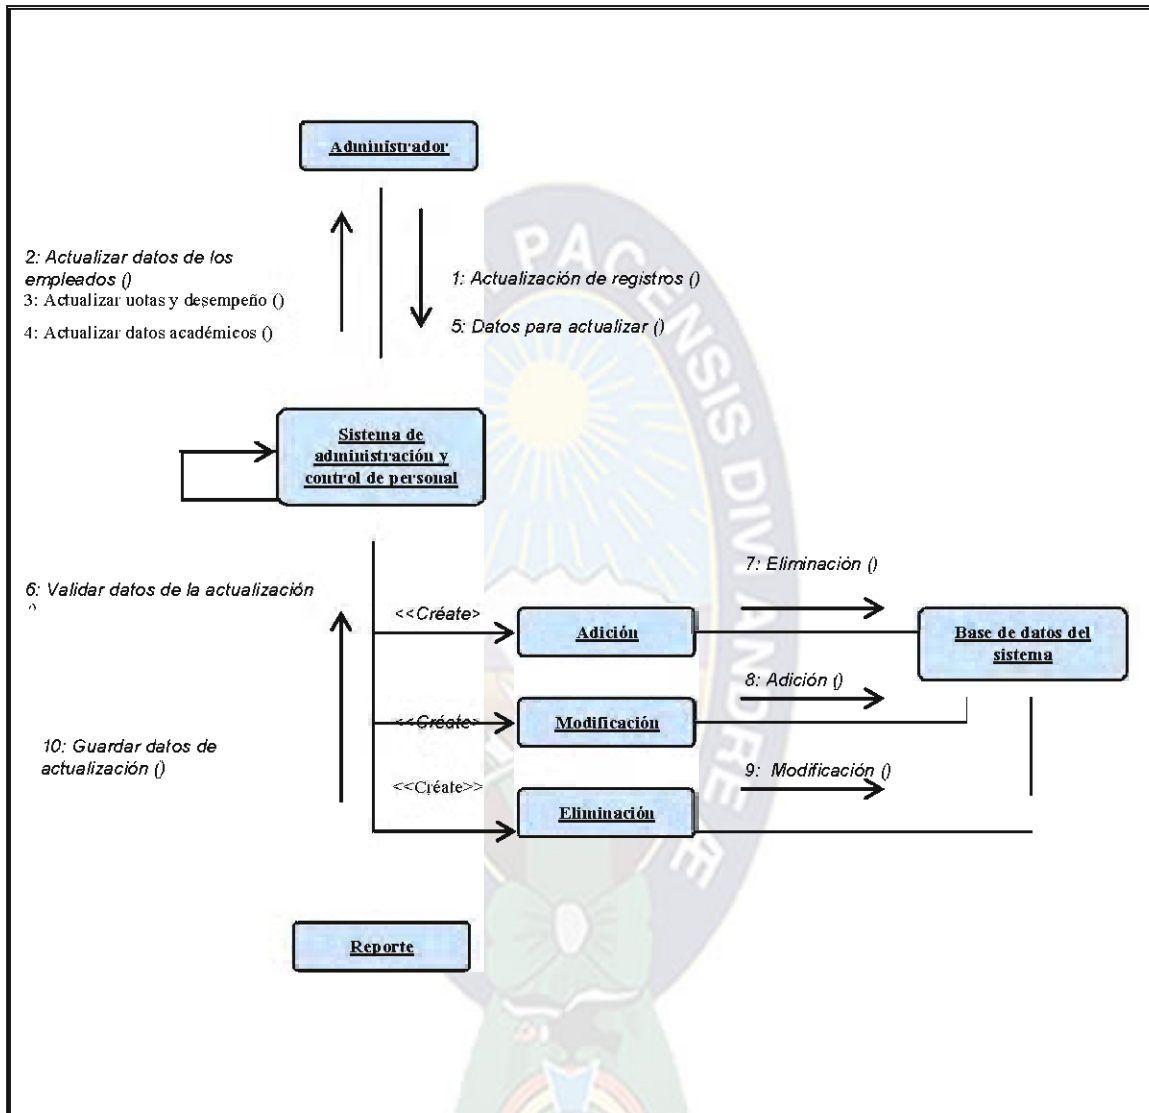 Administrador
2: Actualizar datos de los
empleados ()
3: Actualizar uotas y desempeño ()
4: Actualizar datos académicos ()
1: Actualización de registros ()
5: Datos para actualizar ()
Sistema de
administración y
control de personal
6: Validar datos de la actualización
()
7: Eliminación ()
<<Créate>
Adición
Base de datos del
sistema
8: Adición ()
<<Créate>
Modificación
10: Guardar datos de
actualización ()
9: Modificación ()
<<Créate>>
Eliminación
Reporte
PACENSIS DIVI ANDREÆ